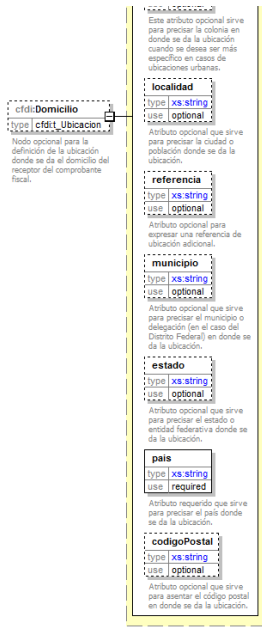 Este atributo opcional sirve
para precisar la colonia en
donde se da la ubicación
cuando se desea ser más
específico en casos de
ubicaciones urbanas.
cfdi:Domicilio
type cfdi:t_Ubicacion
Nodo opcional para la
definición de la ubicación
donde se da el domicilio del
receptor del comprobante
fiscal.
localidad
type xs:string
use optional
Atributo opcional que sirve
para precisar la ciudad o
población donde se da la
ubicación.
referencia
type xs:string
use optional
Atributo opcional para
expresar una referencia de
ubicación adicional.
municipio
type xs:string
use optional
Atributo opcional que sirve
para precisar el municipio o
delegación (en el caso del
Distrito Federal) en donde se
da la ubicación.
estado
type xs:string
use optional
Atributo opcional que sirve
para precisar el estado o
entidad federativa donde se
da la ubicación.
pais
type xs:string
use required
Atributo requerido que sirve
para precisar el país donde
se da la ubicación.
codigoPostal
type xs:string
use optional
Atributo opcional que sirve
para asentar el código postal
en donde se da la ubicación.